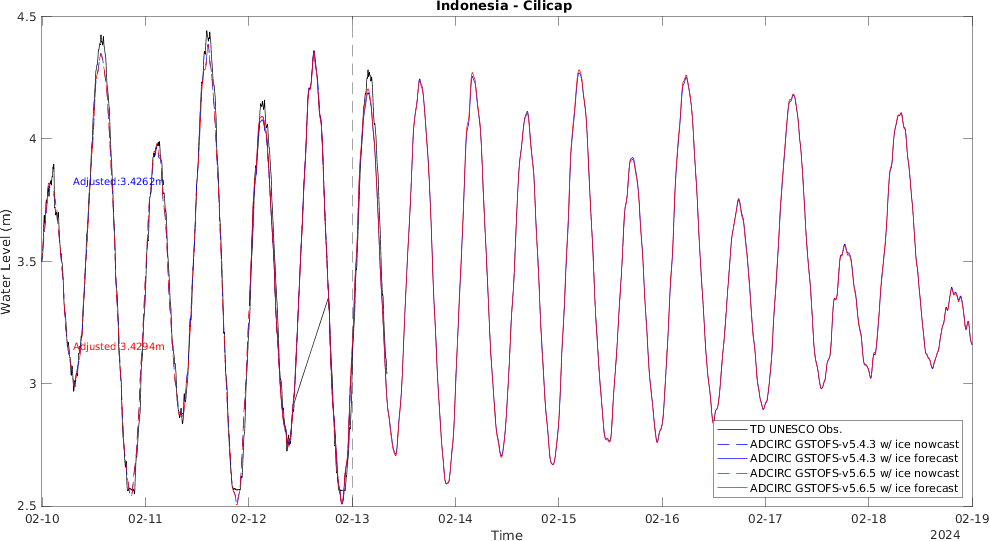 Indonesia - Cilicap
4.5
4
3.5
3
2.5
Water Level (m)
Adjusted:3.4262m
Adjusted:3.4294m
TD UNESCO Obs.
ADCIRC GSTOFS-v5.4.3 w/ ice nowcast
ADCIRC GSTOFS-v5.4.3 w/ ice forecast
ADCIRC GSTOFS-v5.6.5 w/ ice nowcast
ADCIRC GSTOFS-v5.6.5 w/ ice forecast
02-10 02-11 02-12 02-13 02-14 02-15 02-16 02-17 02-18 02-19
Time
2024